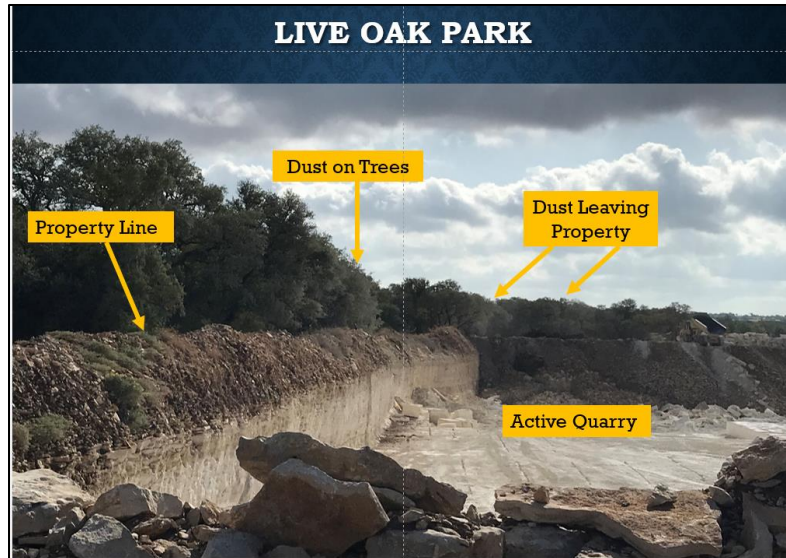 LIVE OAK PARK
Dust on Trees
Property Line
Dust Leaving
Property
Active Quarry